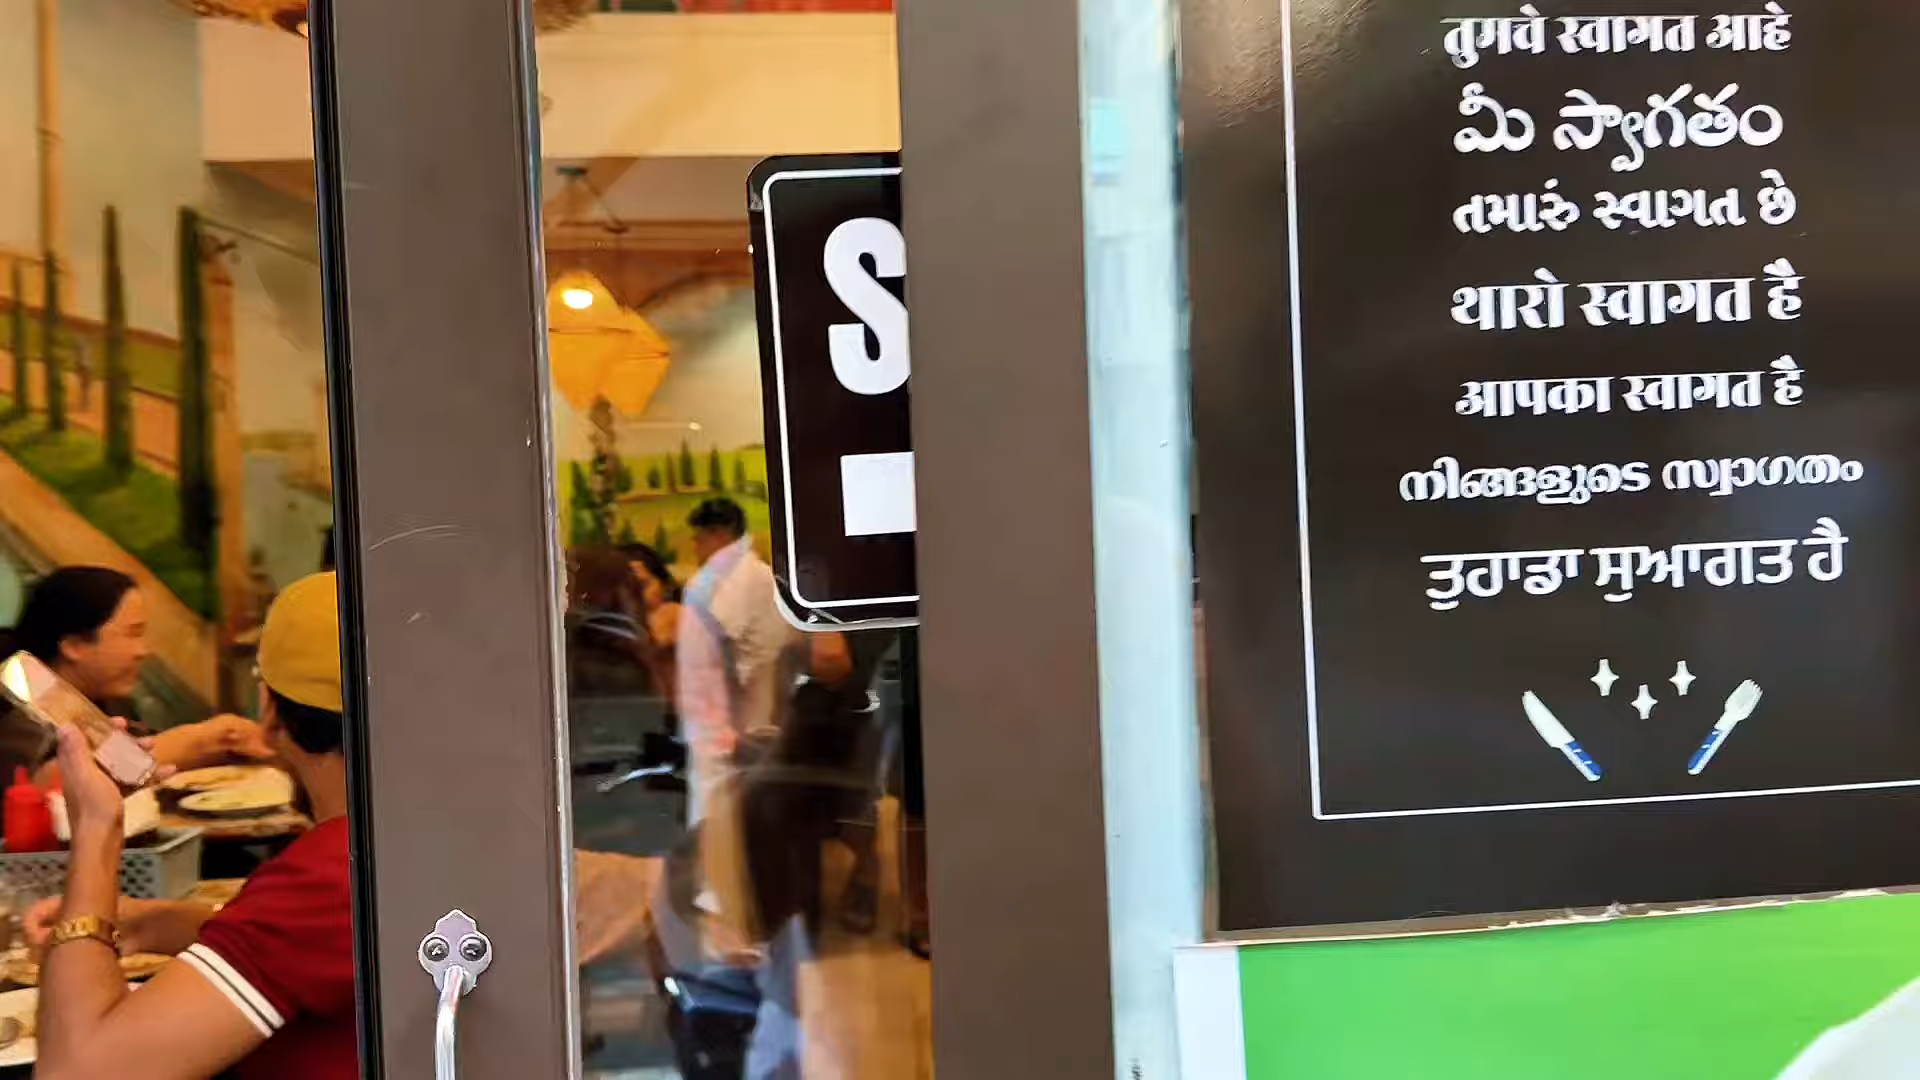 तुमचे स्वागत आहे
మీ స్వాగతం
તમારું સ્વાગત છે
थारो स्वागत है
आपका स्वागत है
നിങ്ങളുടെ സ്വാഗതം
ਤੁਹਾਡਾ ਸੁਆਗਤ ਹੈ
S